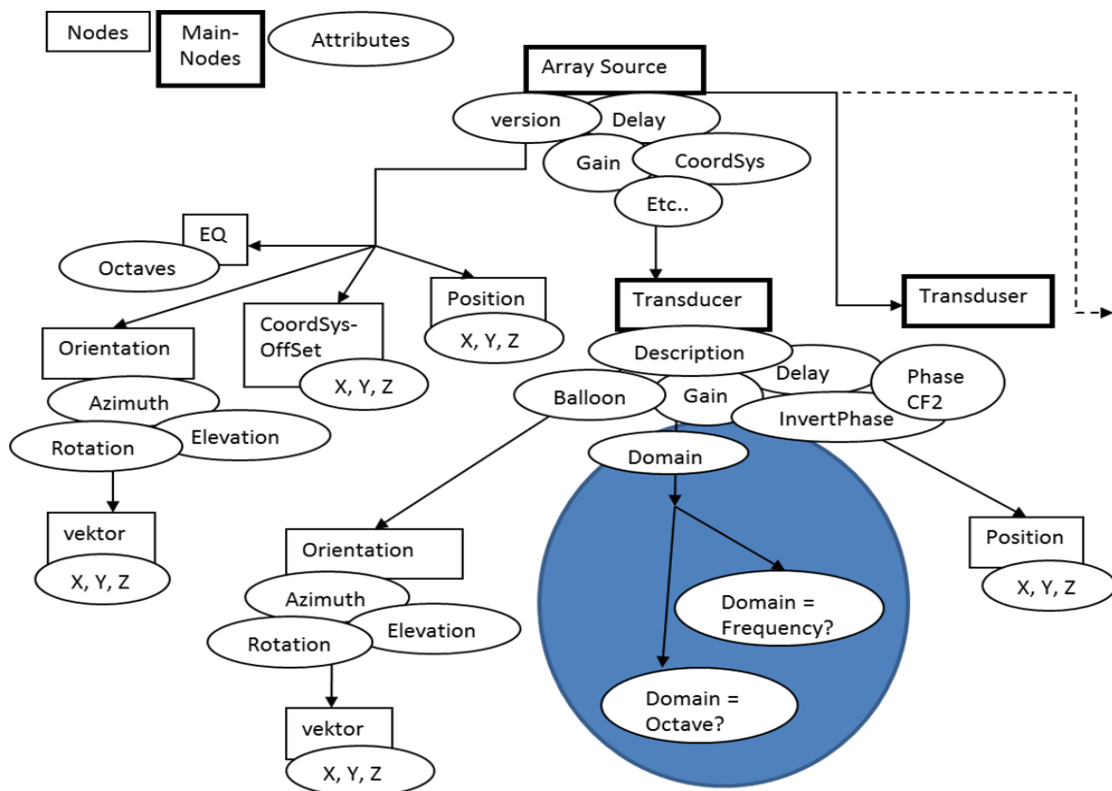 Nodes
Main-
Nodes
Attributes
Array Source
version
Delay
Gain
CoordSys
Etc..
EQ
Octaves
Position
X, Y, Z
CoordSys-
OffSet
X, Y, Z
Orientation
Azimuth
Elevation
Rotation
vektor
X, Y, Z
Transducer
Transduser
Description
Delay
Phase
CF2
Balloon
Gain
InvertPhase
Domain
Orientation
Azimuth
Elevation
Rotation
vektor
X, Y, Z
Domain =
Frequency?
Domain =
Octave?
Position
X, Y, Z